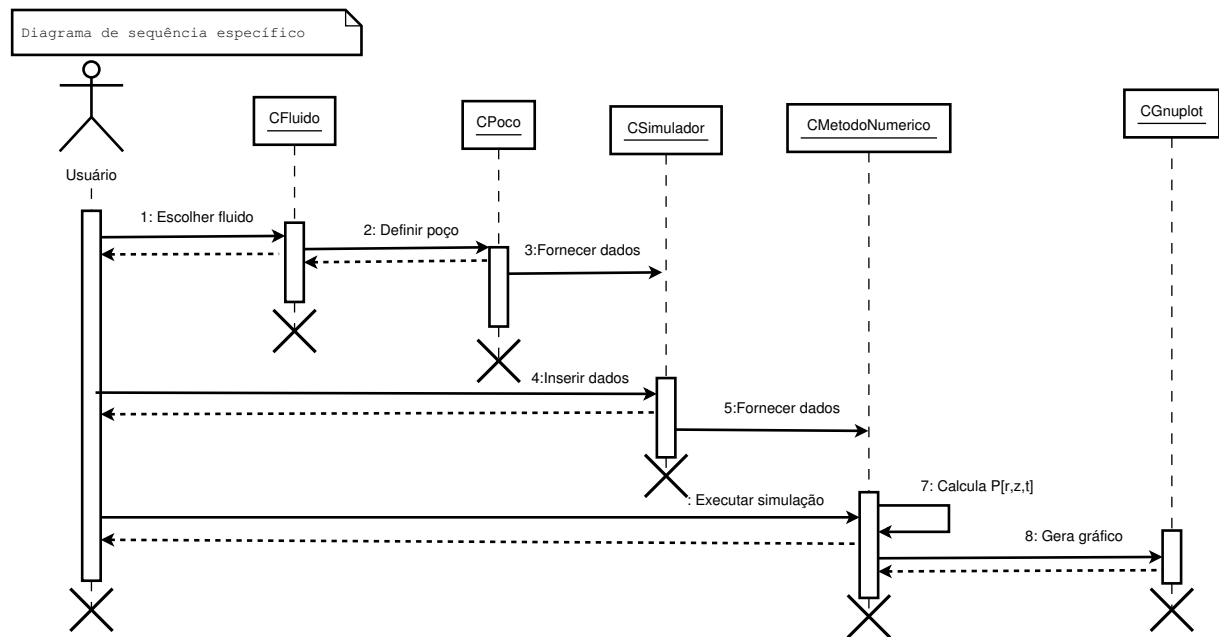 Diagrama de sequência específico
CGnuplot
CFluido
CPoco
CSimulador
CMetodoNumerico
Usuário
1: Escolher fluido
2: Definir poço
3:Fornecer dados
4:Inserir dados
5:Fornecer dados
: Executar simulação
7: Calcula P[r,z,t]
8: Gera gráfico